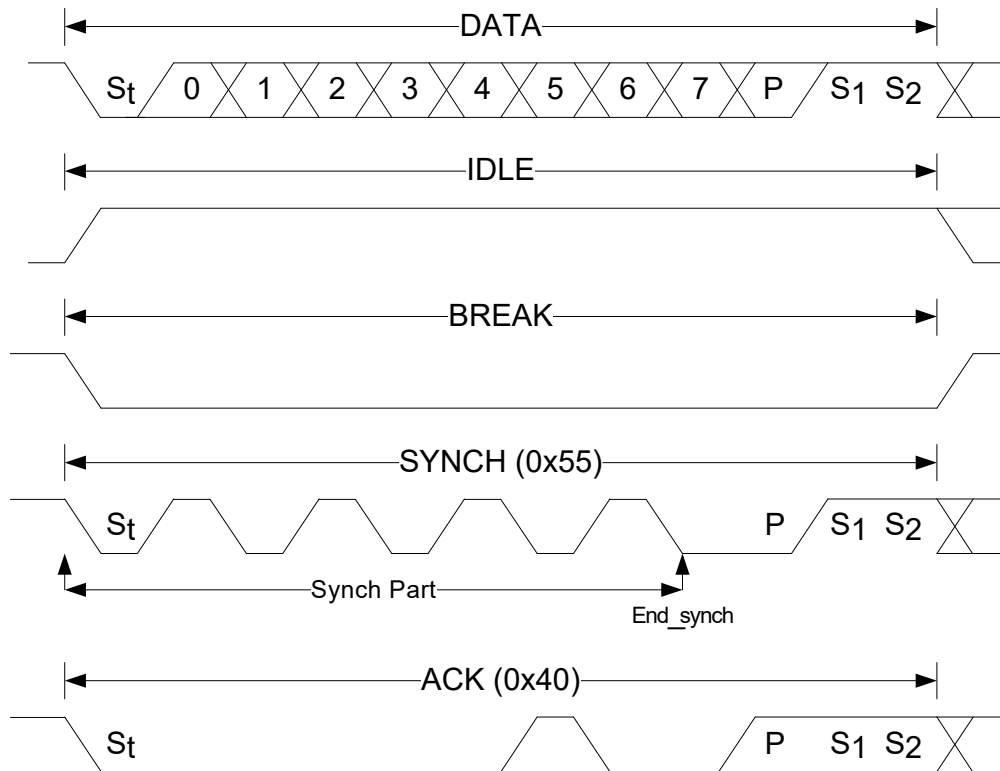 DATA
St 0 1 2 3 4 5 6 7 P S1 S2
IDLE
BREAK
SYNCH (0x55)
St P S1 S2
Synch Part
End_synch
ACK (0x40)
St P S1 S2